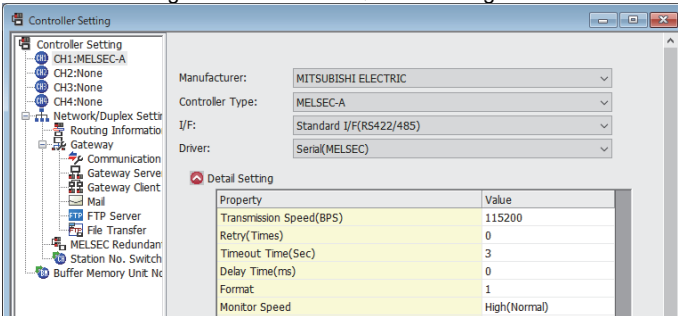 Controller Setting
Controller Setting
CH1:MELSEC-A
CH2:None
CH3:None
CH4:None
Network/Duplex Settin
Routing Informatio
Gateway
Communication
Gateway Serve
Gateway Client
Mail
FTP Server
File Transfer
MELSEC Redundan
Station No. Switch
Buffer Memory Unit No
Manufacturer: MITSUBISHI ELECTRIC
Controller Type: MELSEC-A
I/F: Standard I/F(RS422/485)
Driver: Serial(MELSEC)
Detail Setting
Property Value
Transmission Speed(BPS) 115200
Retry(Times) 0
Timeout Time(Sec) 3
Delay Time(ms) 0
Format 1
Monitor Speed High(Normal)